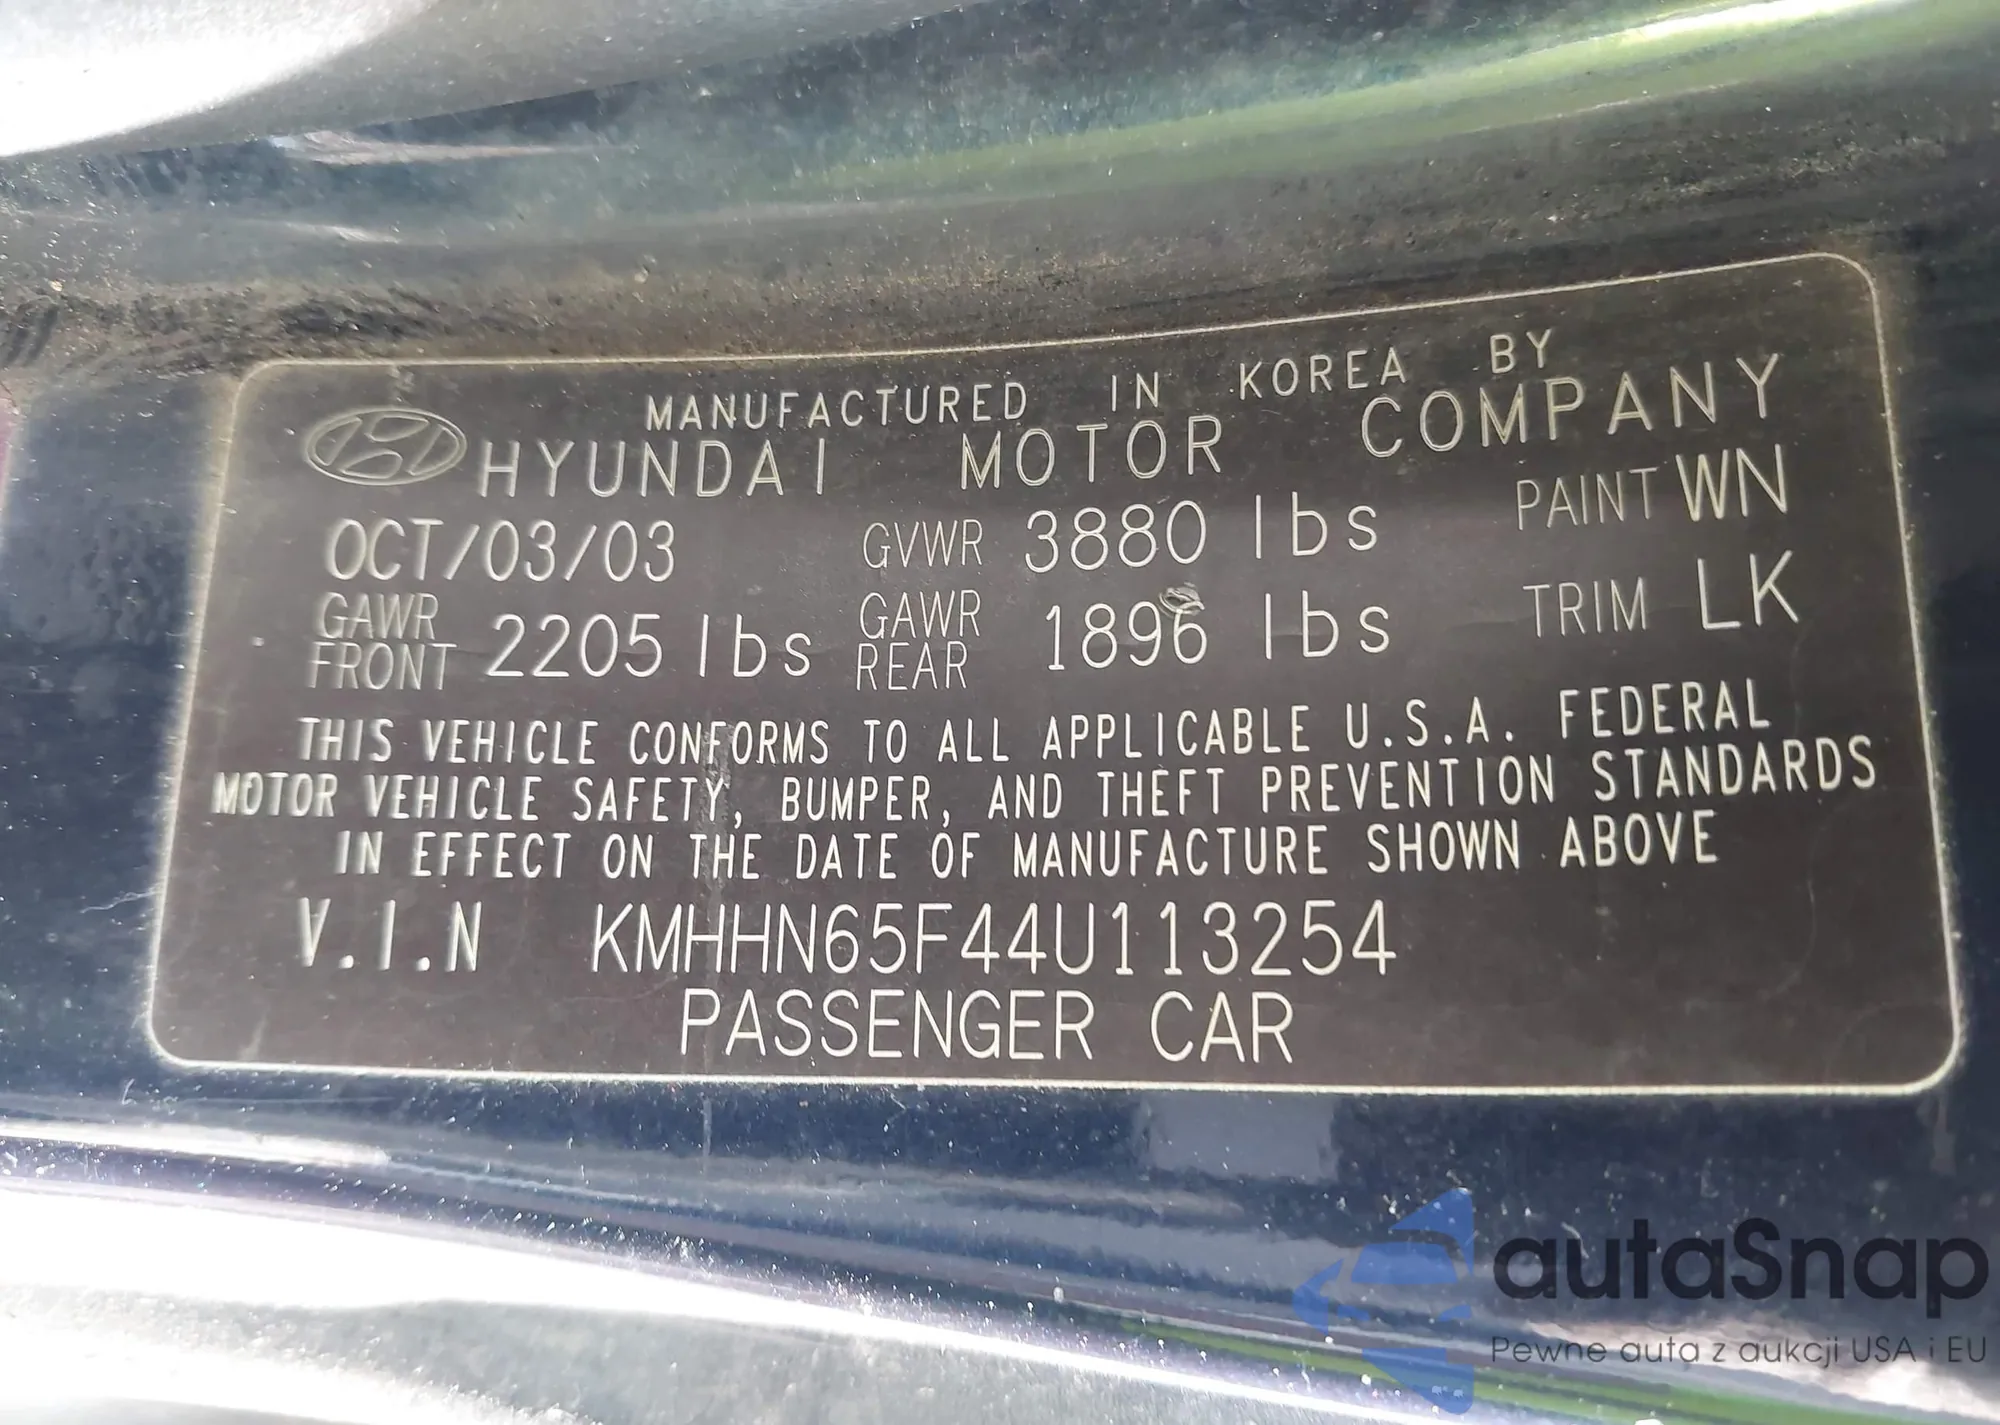 MANUFACTURED IN KOREA BY
HYUNDAI MOTOR COMPANY
OCT/03/03 GVWR 3880 lbs PAINT WN
GAWR FRONT 2205 lbs GAWR REAR 1896 lbs TRIM LK
THIS VEHICLE CONFORMS TO ALL APPLICABLE U.S.A. FEDERAL
MOTOR VEHICLE SAFETY, BUMPER, AND THEFT PREVENTION STANDARDS
IN EFFECT ON THE DATE OF MANUFACTURE SHOWN ABOVE
V.I.N KMHHN65F44U113254
PASSENGER CAR
autaSnap
Pewne auta z aukcji USA i EU